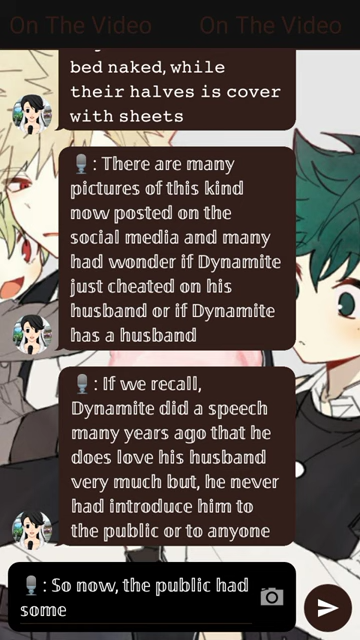 On The Video On The Video
bed naked, while
their halves is cover
with sheets
🎙️: There are many
pictures of this kind
now posted on the
social media and many
had wonder if Dynamite
just cheated on his
husband or if Dynamite
has a husband
🎙️: If we recall,
Dynamite did a speech
many years ago that he
does love his husband
very much but, he never
had introduce him to
the public or to anyone
🎙️: So now, the public had
some